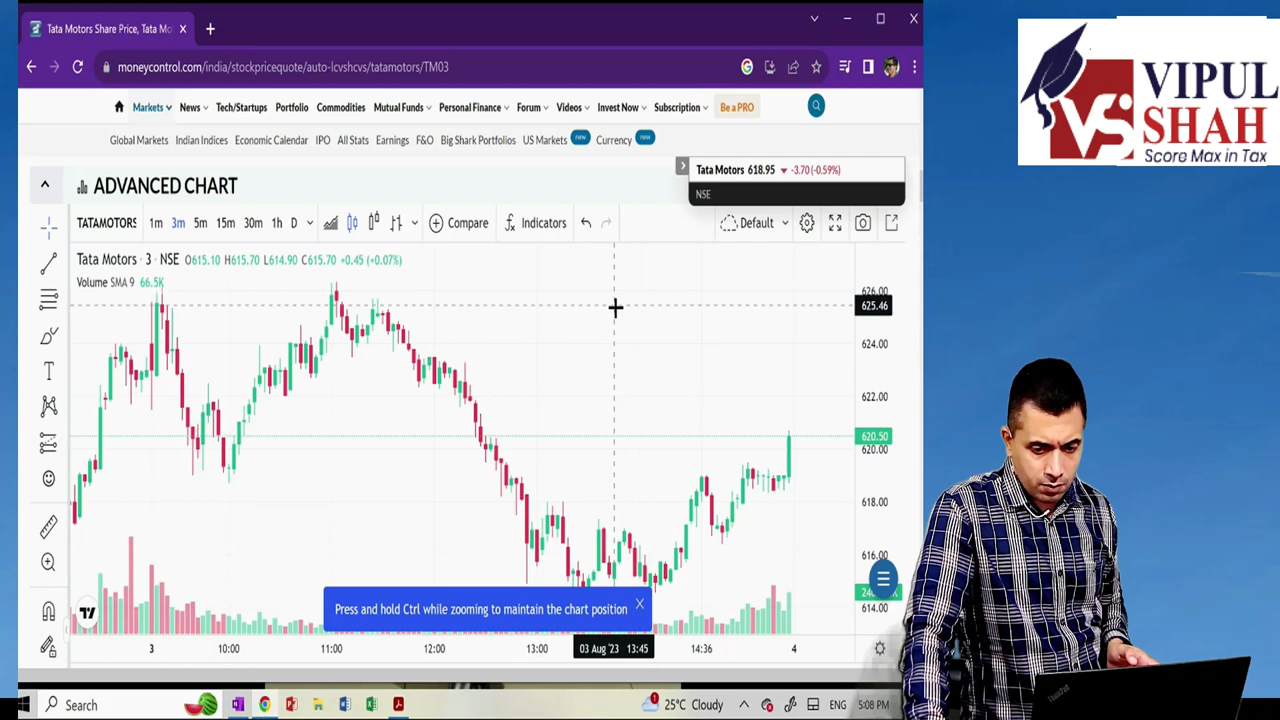 Tata Motors Share Price, Tata Mo
moneycontrol.com/india/stockpricequote/auto-lcvshcvs/tatamotors/TM03
Markets News Tech/Startups Portfolio Commodities Mutual Funds Personal Finance Forum Videos Invest Now Subscription Be a PRO
Global Markets Indian Indices Economic Calendar IPO All Stats Earnings F&O Big Shark Portfolios US Markets new Currency new
ADVANCED CHART
Tata Motors 618.95 ▼ -3.70 (-0.59%)
NSE
TATAMOTORS 1m 3m 5m 15m 30m 1h D Compare Indicators Default
Tata Motors · 3 · NSE O615.10 H615.70 L614.90 C615.70 +0.45 (+0.07%)
Volume SMA 9 66.5K
626.00
625.46
624.00
622.00
620.50
620.00
618.00
616.00
614.00
Press and hold Ctrl while zooming to maintain the chart position
3 10:00 11:00 12:00 13:00 03 Aug '23 13:45 14:36 4
Search
1
25°C Cloudy
ENG
5:08 PM
VIPUL
VS SHAH
Score Max in Tax
ThinkPad